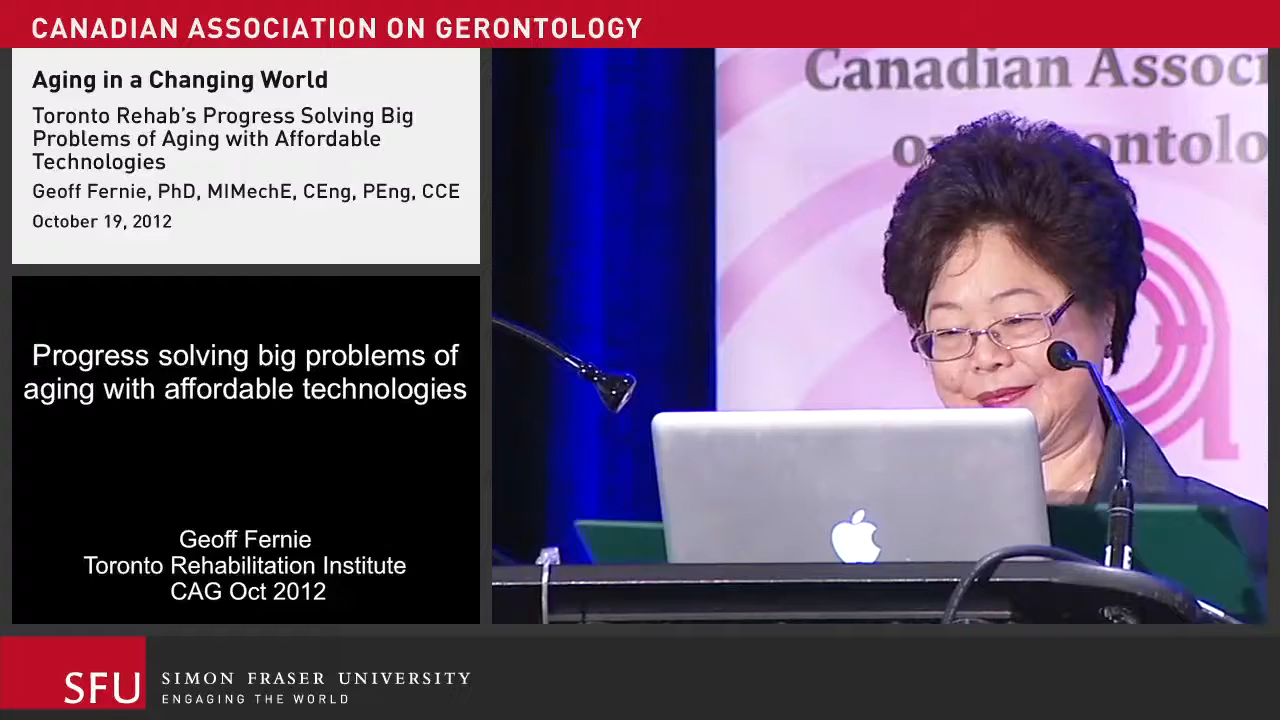 CANADIAN ASSOCIATION ON GERONTOLOGY
Aging in a Changing World
Toronto Rehab's Progress Solving Big
Problems of Aging with Affordable
Technologies
Geoff Fernie, PhD, MIMechE, CEng, PEng, CCE
October 19, 2012
Progress solving big problems of
aging with affordable technologies
Geoff Fernie
Toronto Rehabilitation Institute
CAG Oct 2012
Canadian Associ
on Gerontolo
SFU
SIMON FRASER UNIVERSITY
ENGAGING THE WORLD